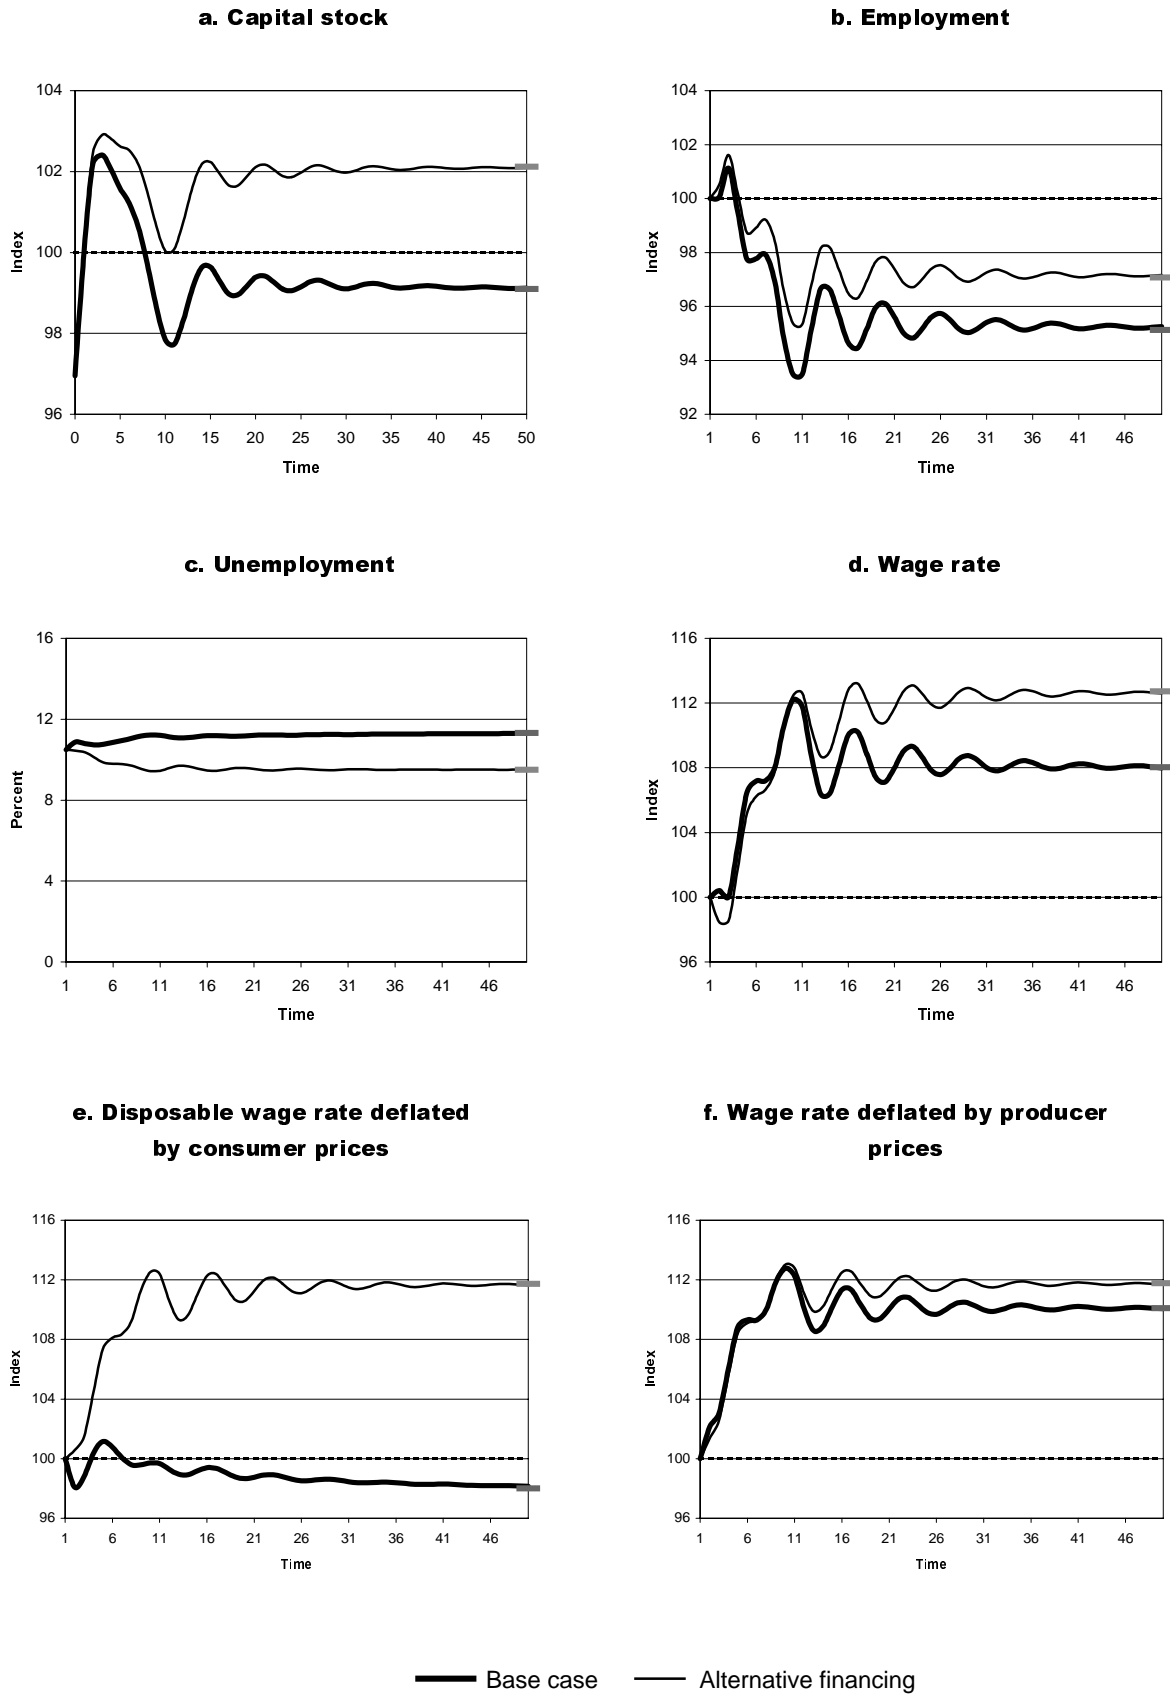 a. Capital stock
b. Employment
104
102
100
98
96
Index
0 5 10 15 20 25 30 35 40 45 50
Time
104
102
100
98
96
94
92
Index
1 6 11 16 21 26 31 36 41 46
Time
c. Unemployment
d. Wage rate
16
12
8
4
0
Percent
1 6 11 16 21 26 31 36 41 46
Time
116
112
108
104
100
96
Index
1 6 11 16 21 26 31 36 41 46
Time
e. Disposable wage rate deflated
by consumer prices
f. Wage rate deflated by producer
prices
116
112
108
104
100
96
Index
1 6 11 16 21 26 31 36 41 46
Time
116
112
108
104
100
96
Index
1 6 11 16 21 26 31 36 41 46
Time
Base case
Alternative financing